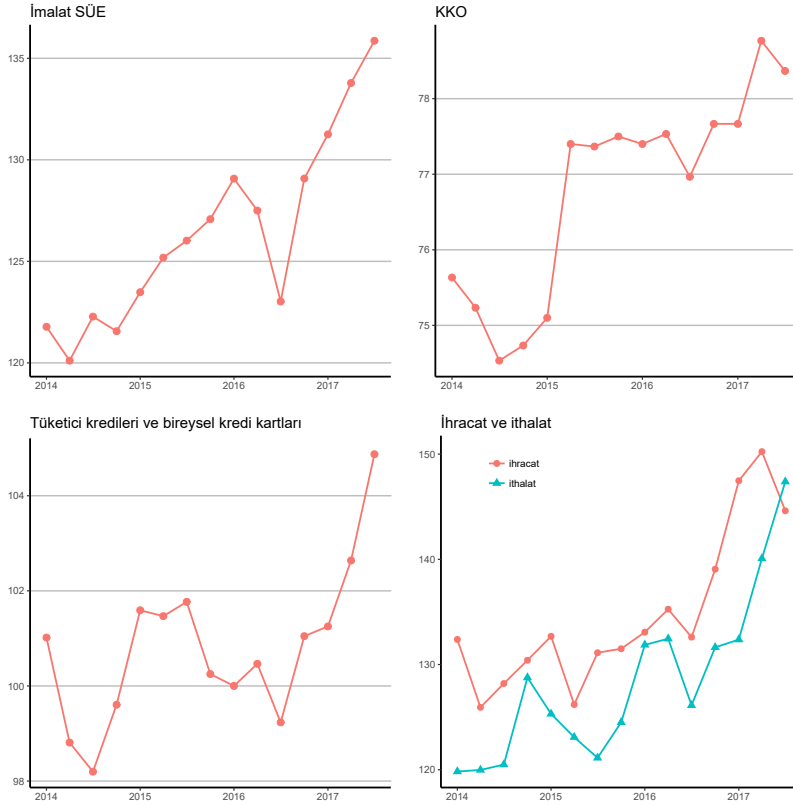 İmalat SÜE
135
130
125
120
2014 2015 2016 2017
KKO
78
77
76
75
2014 2015 2016 2017
Tüketici kredileri ve bireysel kredi kartları
104
102
100
98
2014 2015 2016 2017
İhracat ve ithalat
150
140
130
120
ihracat
ithalat
2014 2015 2016 2017